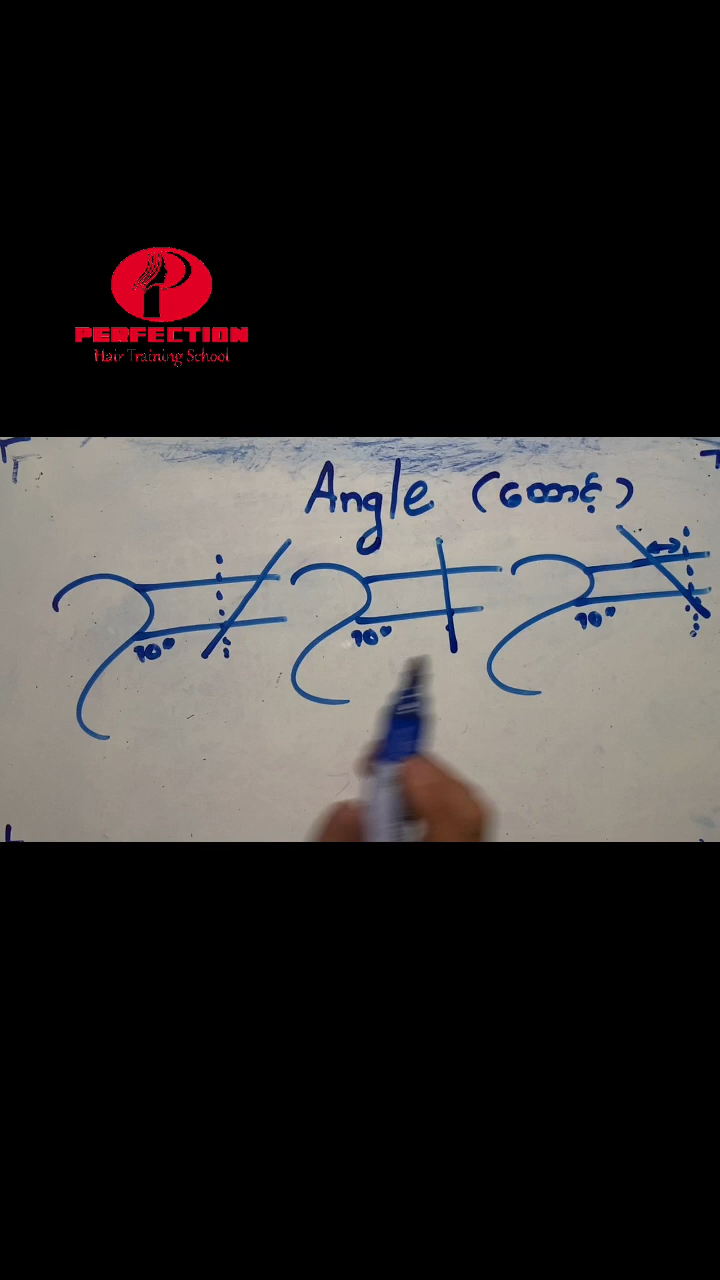 PERFECTION
Hair Training School
Angle (ထောင့်)
90° 90° 90°